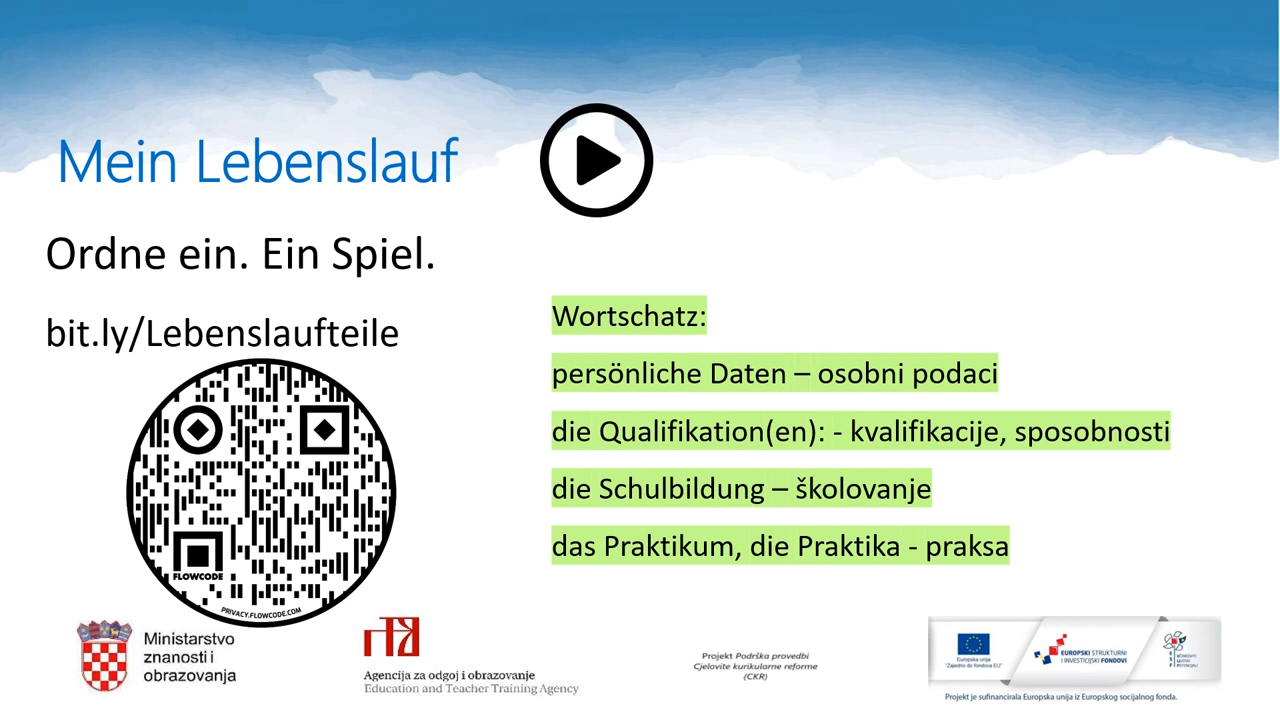 Mein Lebenslauf
Ordne ein. Ein Spiel.
bit.ly/Lebenslaufteile
Wortschatz:
persönliche Daten – osobni podaci
die Qualifikation(en): - kvalifikacije, sposobnosti
die Schulbildung – školovanje
das Praktikum, die Praktika - praksa
FLOWCODE
PRIVACY.FLOWCODE.COM
Ministarstvo
znanosti i
obrazovanja
Agencija za odgoj i obrazovanje
Education and Teacher Training Agency
Projekt Podrška provedbi
Cjelovite kurikularne reforme
(CKR)
Europska unija
"Zajedno do fondova EU"
EUROPSKI STRUKTURNI
I INVESTICIJSKI FONDOVI
Projekt je sufinancirala Europska unija iz Europskog socijalnog fonda.